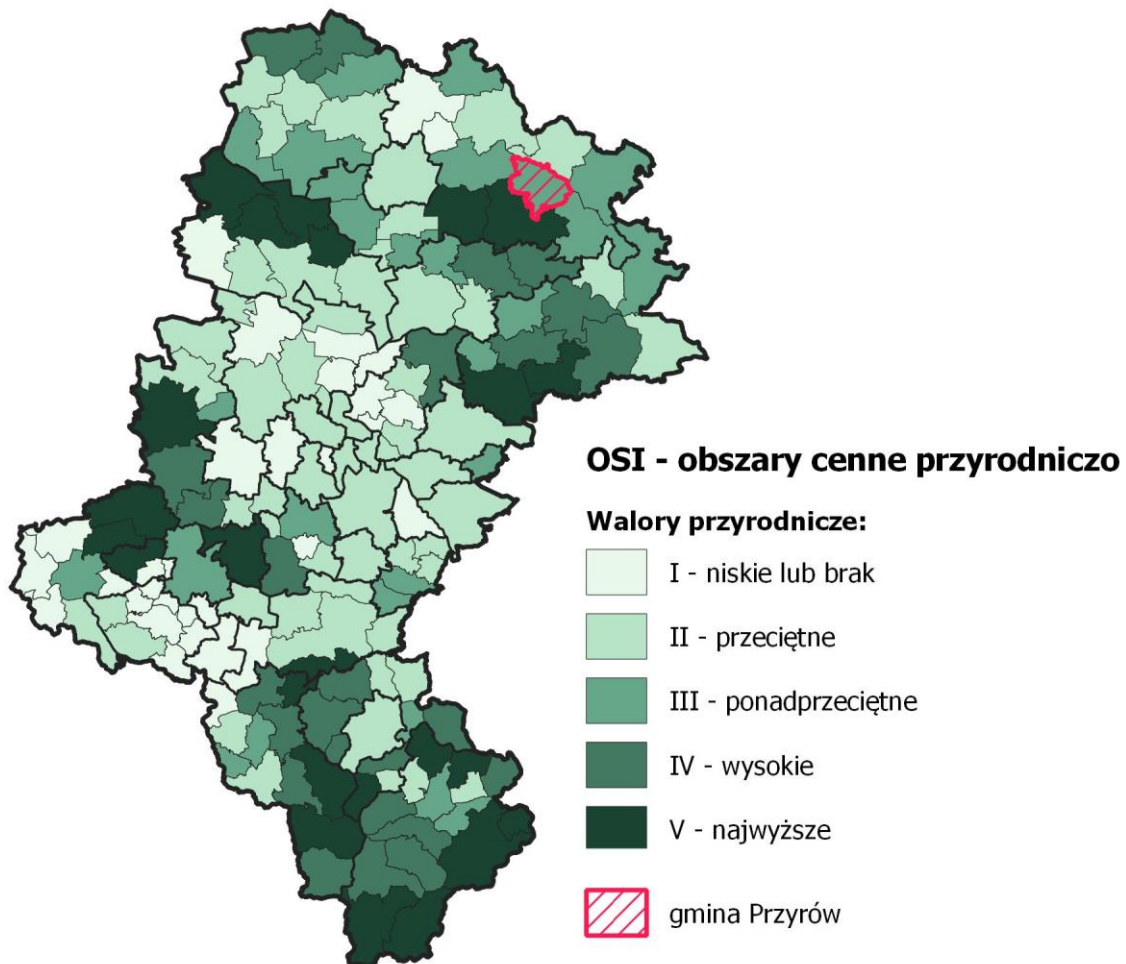 OSI - obszary cenne przyrodniczo
Walory przyrodnicze:
I - niskie lub brak
II - przeciętne
III - ponadprzeciętne
IV - wysokie
V - najwyższe
gmina Przyrów